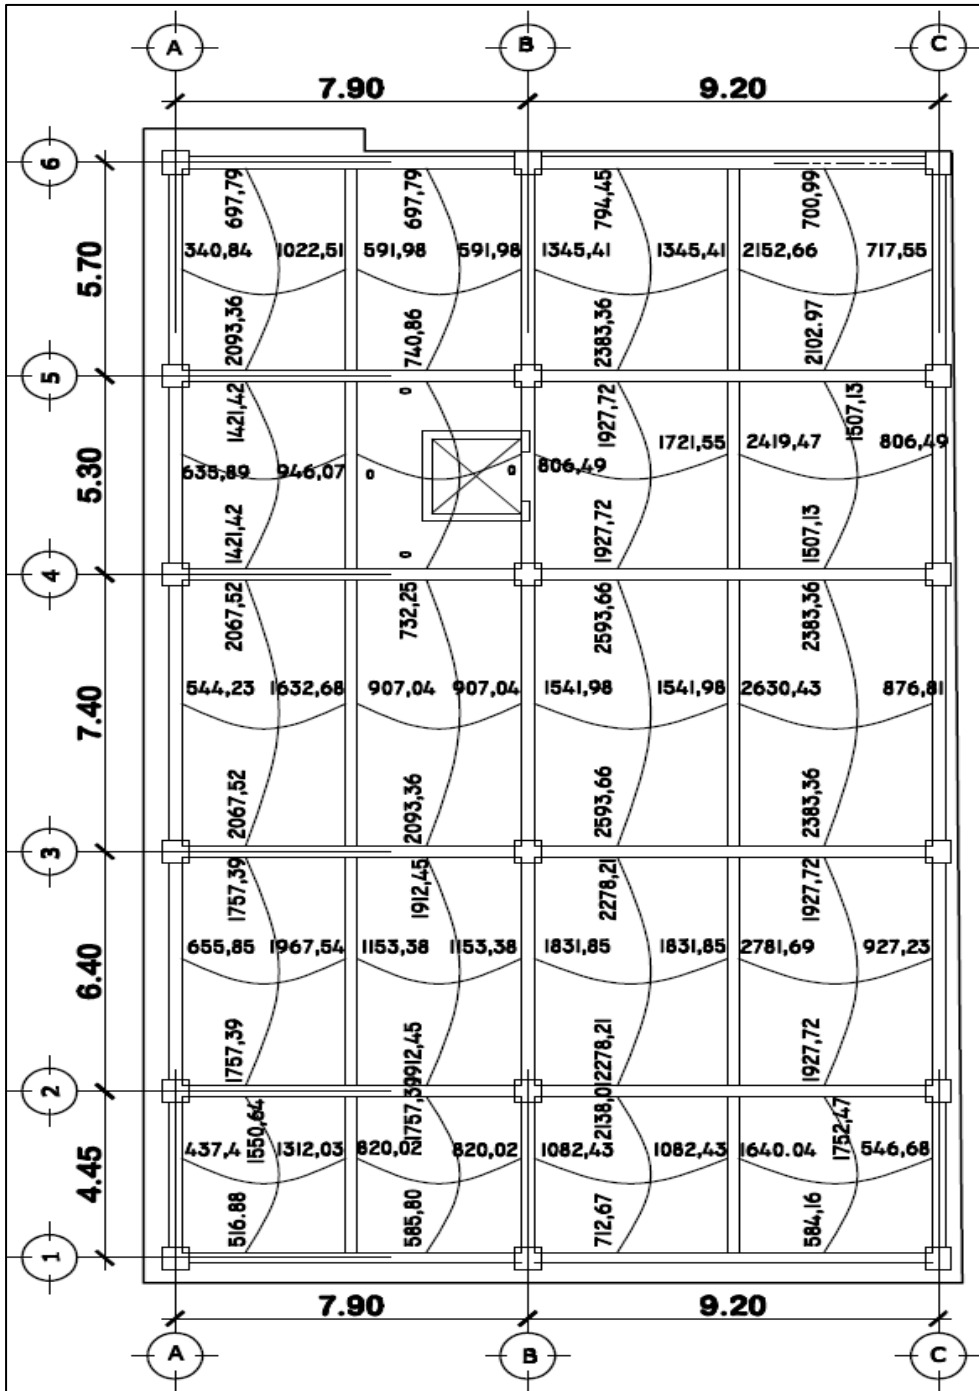 A B C
7.90 9.20
6
697,79 697,79 794,45 700,99
340,84 1022,51 591,98 591,98 1345,41 1345,41 2152,66 717,55
5.70
2093,36 740,86 2383,36 2102.97
5
1421,42 0 1927,72 1507,13
635,89 946,07 0 0 806,49 1721,55 2419,47 806,49
5.30
1421,42 0 1927,72 1507,13
4
2067,52 732,25 2593,66 2383,36
544,23 1632,68 907,04 907,04 1541,98 1541,98 2630,43 876,81
7.40
2067,52 2093,36 2593,66 2383,36
3
1757,39 1912,45 2278,21 1927,72
655,85 1967,54 1153,38 1153,38 1831,85 1831,85 2781,69 927,23
6.40
1757,39 1912,45 2278,21 1927,72
2
1550,64 1757,39 2138,01 1752,47
437,4 1312,03 820,02 820,02 1082,43 1082,43 1640.04 546,68
4.45
516.88 585,80 712,67 584,16
1
7.90 9.20
A B C